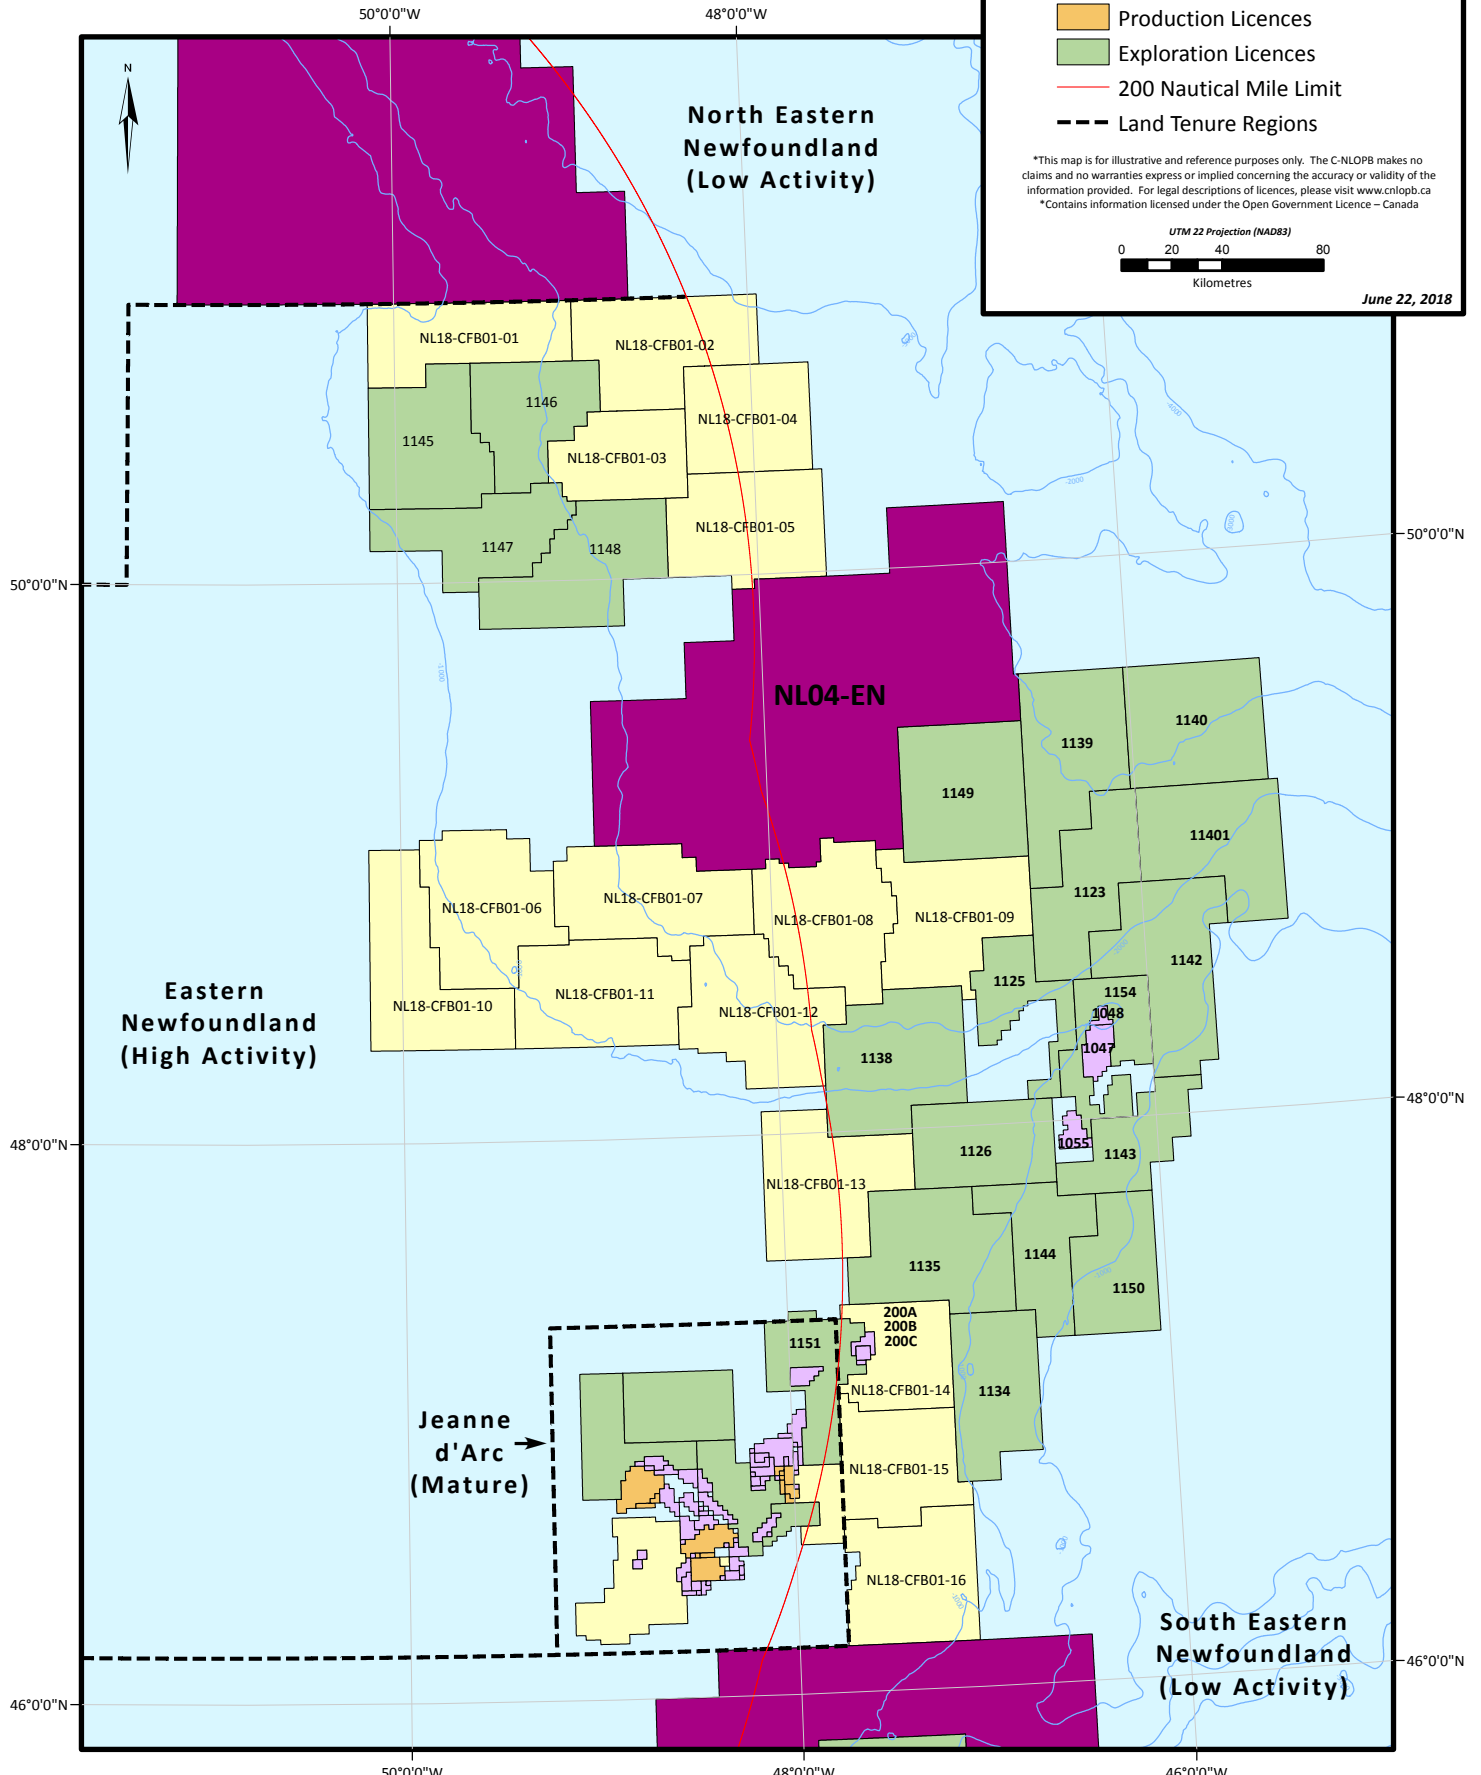 50°0'0"W
48°0'0"W
Production Licences
Exploration Licences
200 Nautical Mile Limit
Land Tenure Regions
*This map is for illustrative and reference purposes only. The C-NLOPB makes no
claims and no warranties express or implied concerning the accuracy or validity of the
information provided. For legal descriptions of licences, please visit www.cnlopb.ca
*Contains information licensed under the Open Government Licence – Canada
UTM 22 Projection (NAD83)
0 20 40 80
Kilometres
June 22, 2018
N
North Eastern
Newfoundland
(Low Activity)
NL18-CFB01-01
NL18-CFB01-02
1146
NL18-CFB01-04
1145
NL18-CFB01-03
-4000
-2000
NL18-CFB01-05
1147
1148
50°0'0"N
50°0'0"N
-1000
NL04-EN
1140
1139
1149
11401
1123
NL18-CFB01-06
NL18-CFB01-07
NL18-CFB01-08
NL18-CFB01-09
1142
1125
1154
1048
NL18-CFB01-10
NL18-CFB01-11
NL18-CFB01-12
1047
1138
Eastern
Newfoundland
(High Activity)
48°0'0"N
48°0'0"N
1055
1126
1143
NL18-CFB01-13
1144
1135
1150
200A
200B
200C
1151
NL18-CFB01-14
1134
Jeanne
d'Arc
(Mature)
NL18-CFB01-15
NL18-CFB01-16
South Eastern
Newfoundland
(Low Activity)
46°0'0"N
46°0'0"N
50°0'0"W
48°0'0"W
46°0'0"W